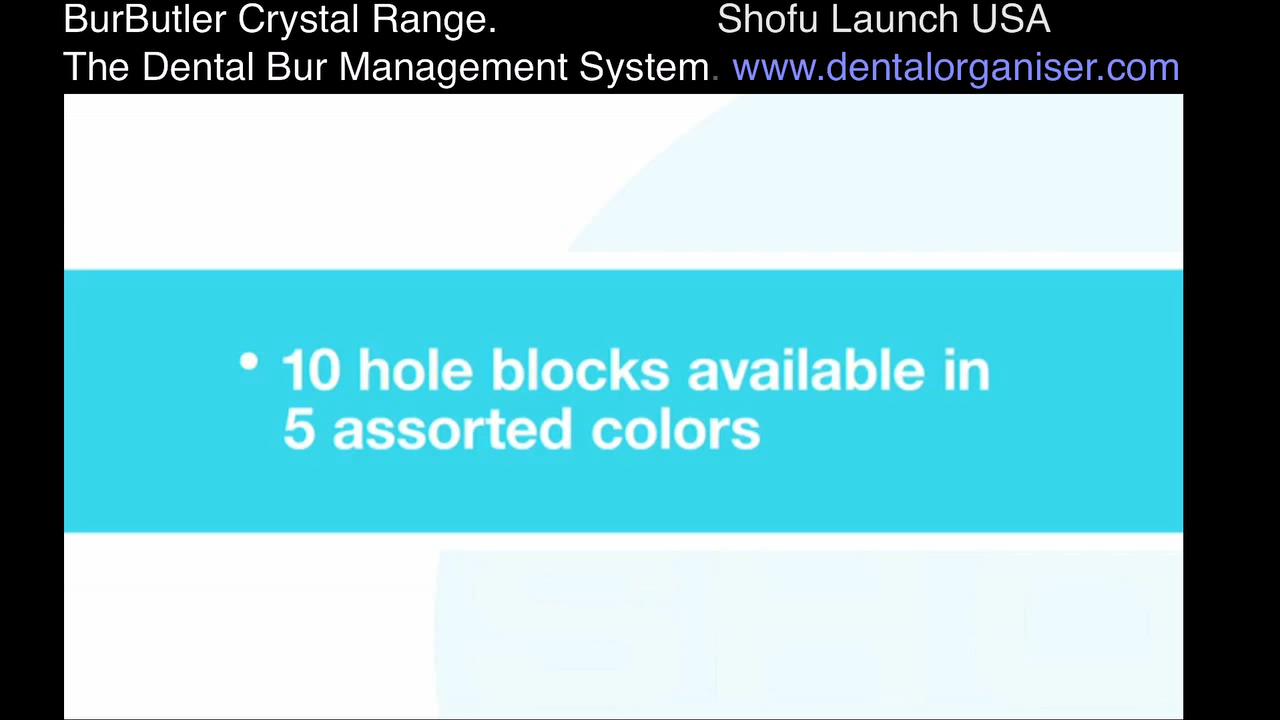 BurButler Crystal Range. Shofu Launch USA
The Dental Bur Management System. www.dentalorganiser.com
• 10 hole blocks available in
5 assorted colors